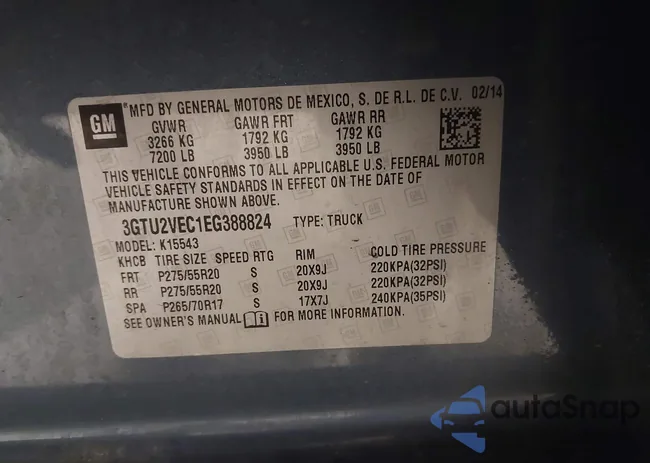 GM
*MFD BY GENERAL MOTORS DE MEXICO, S. DE R.L. DE C.V. 02/14
GVWR GAWR FRT GAWR RR
3266 KG 1792 KG 1792 KG
7200 LB 3950 LB 3950 LB
THIS VEHICLE CONFORMS TO ALL APPLICABLE U.S. FEDERAL MOTOR
VEHICLE SAFETY STANDARDS IN EFFECT ON THE DATE OF
MANUFACTURE SHOWN ABOVE.
3GTU2VEC1EG388824 TYPE: TRUCK
MODEL: K15543
KHCB TIRE SIZE SPEED RTG RIM COLD TIRE PRESSURE
FRT P275/55R20 S 20X9J 220KPA(32PSI)
RR P275/55R20 S 20X9J 220KPA(32PSI)
SPA P265/70R17 S 17X7J 240KPA(35PSI)
SEE OWNER'S MANUAL FOR MORE INFORMATION.
autoSnap